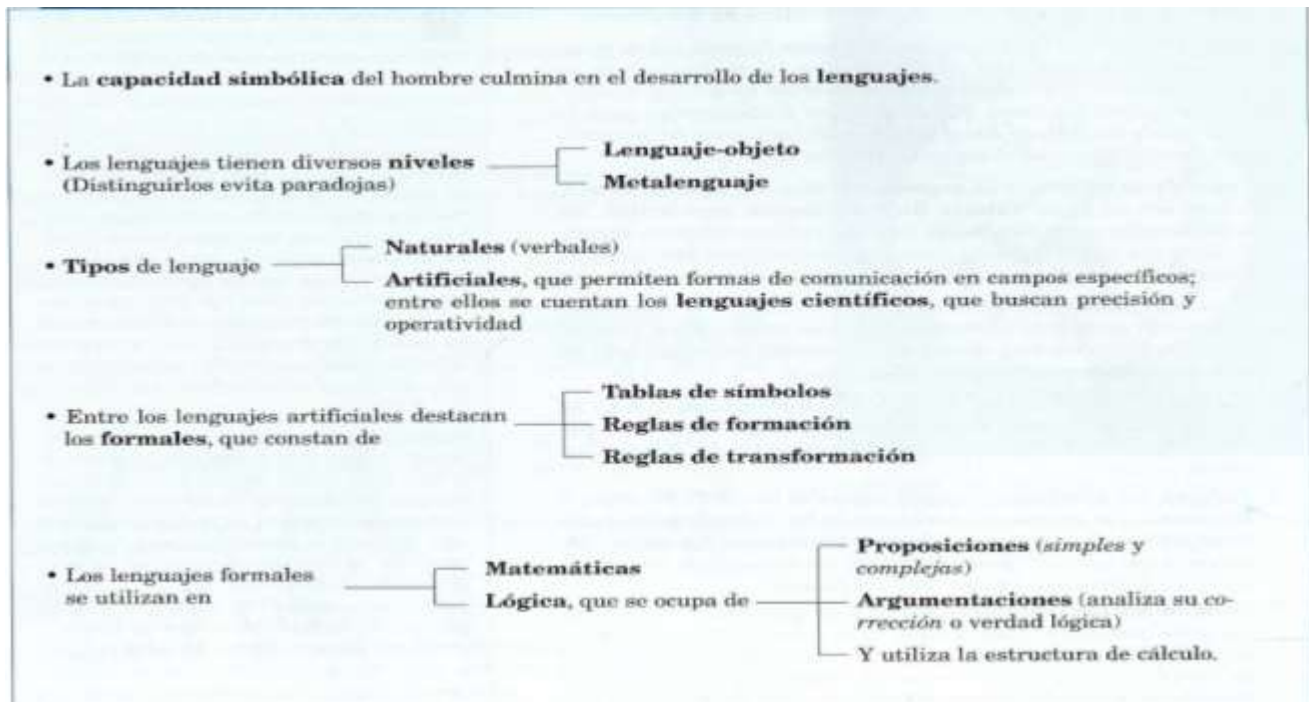 • La capacidad simbólica del hombre culmina en el desarrollo de los lenguajes.
• Los lenguajes tienen diversos niveles
(Distinguirlos evita paradojas)
Lenguaje-objeto
Metalenguaje
• Tipos de lenguaje
Naturales (verbales)
Artificiales, que permiten formas de comunicación en campos específicos;
entre ellos se cuentan los lenguajes científicos, que buscan precisión y
operatividad
• Entre los lenguajes artificiales destacan
los formales, que constan de
Tablas de símbolos
Reglas de formación
Reglas de transformación
• Los lenguajes formales
se utilizan en
Matemáticas
Lógica, que se ocupa de
Proposiciones (simples y
complejas)
Argumentaciones (analiza su co-
rrección o verdad lógica)
Y utiliza la estructura de cálculo.